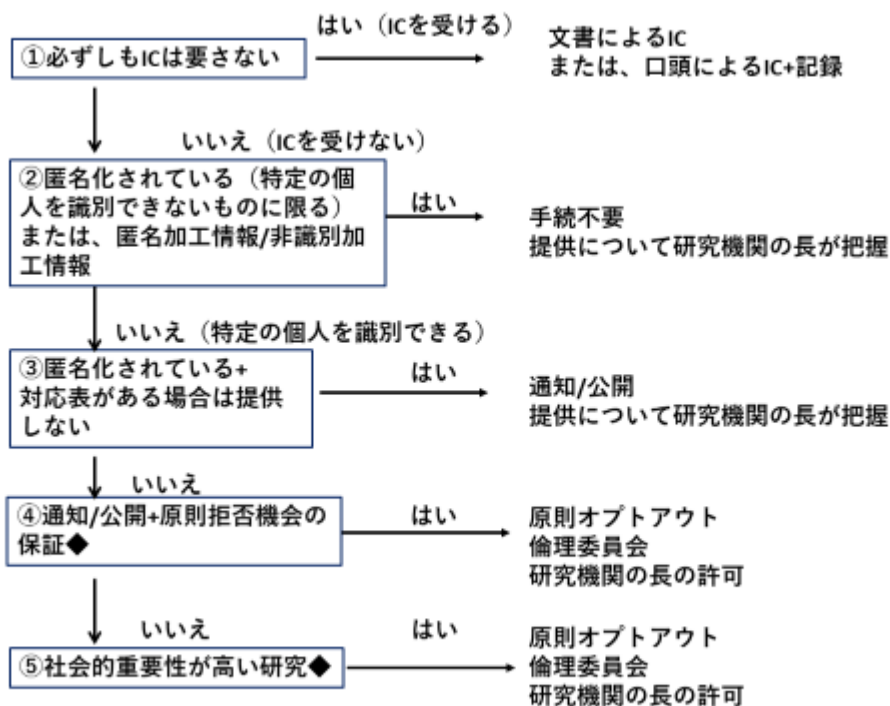 はい（ICを受ける）
①必ずしもICは要さない
文書によるIC
または、口頭によるIC+記録
いいえ（ICを受けない）
②匿名化されている（特定の個
人を識別できないものに限る）
または、匿名加工情報/非識別加
工情報
はい
手続不要
提供について研究機関の長が把握
いいえ（特定の個人を識別できる）
③匿名化されている+
対応表がある場合は提供
しない
はい
通知/公開
提供について研究機関の長が把握
いいえ
④通知/公開+原則拒否機会の
保証◆
はい
原則オプトアウト
倫理委員会
研究機関の長の許可
いいえ
⑤社会的重要性が高い研究◆
はい
原則オプトアウト
倫理委員会
研究機関の長の許可